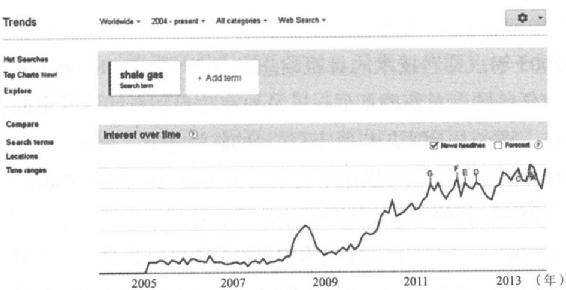 Trends
Worldwide 2004 - present All categories Web Search
Hot Searches
Top Charts New!
Explore
Compare
Search terms
Locations
Time ranges
shale gas
Search term
+ Add term
Interest over time ?
News headlines Forecast ?
G F E D C
2005 2007 2009 2011 2013 (年)